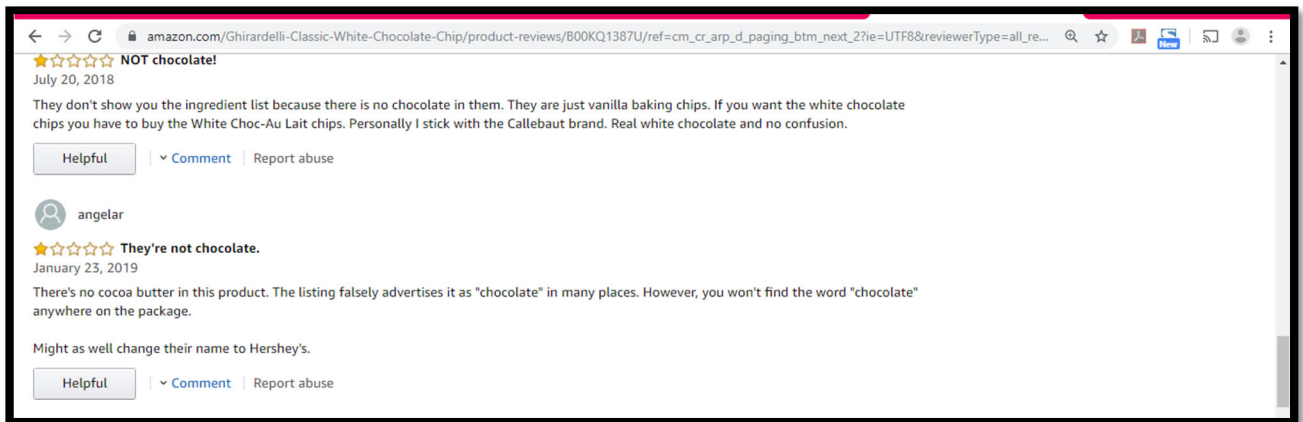 amazon.com/Ghirardelli-Classic-White-Chocolate-Chip/product-reviews/B00KQ1387U/ref=cm_cr_arp_d_paging_btm_next_2?ie=UTF8&reviewerType=all_re...
New
NOT chocolate!
July 20, 2018
They don't show you the ingredient list because there is no chocolate in them. They are just vanilla baking chips. If you want the white chocolate
chips you have to buy the White Choc-Au Lait chips. Personally I stick with the Callebaut brand. Real white chocolate and no confusion.
Helpful Comment Report abuse
angelar
They're not chocolate.
January 23, 2019
There's no cocoa butter in this product. The listing falsely advertises it as "chocolate" in many places. However, you won't find the word "chocolate"
anywhere on the package.
Might as well change their name to Hershey's.
Helpful Comment Report abuse